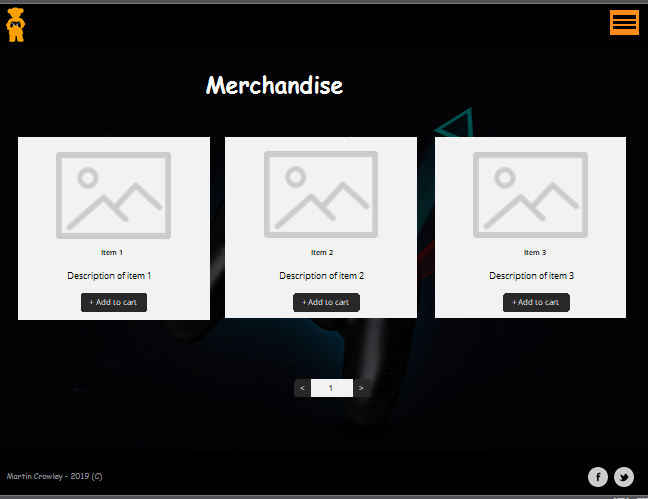 Merchandise
Item 1
Item 2
Item 3
Description of item 1
Description of item 2
Description of item 3
+ Add to cart
+ Add to cart
+ Add to cart
< 1 >
Martin Crowley - 2019 (C)